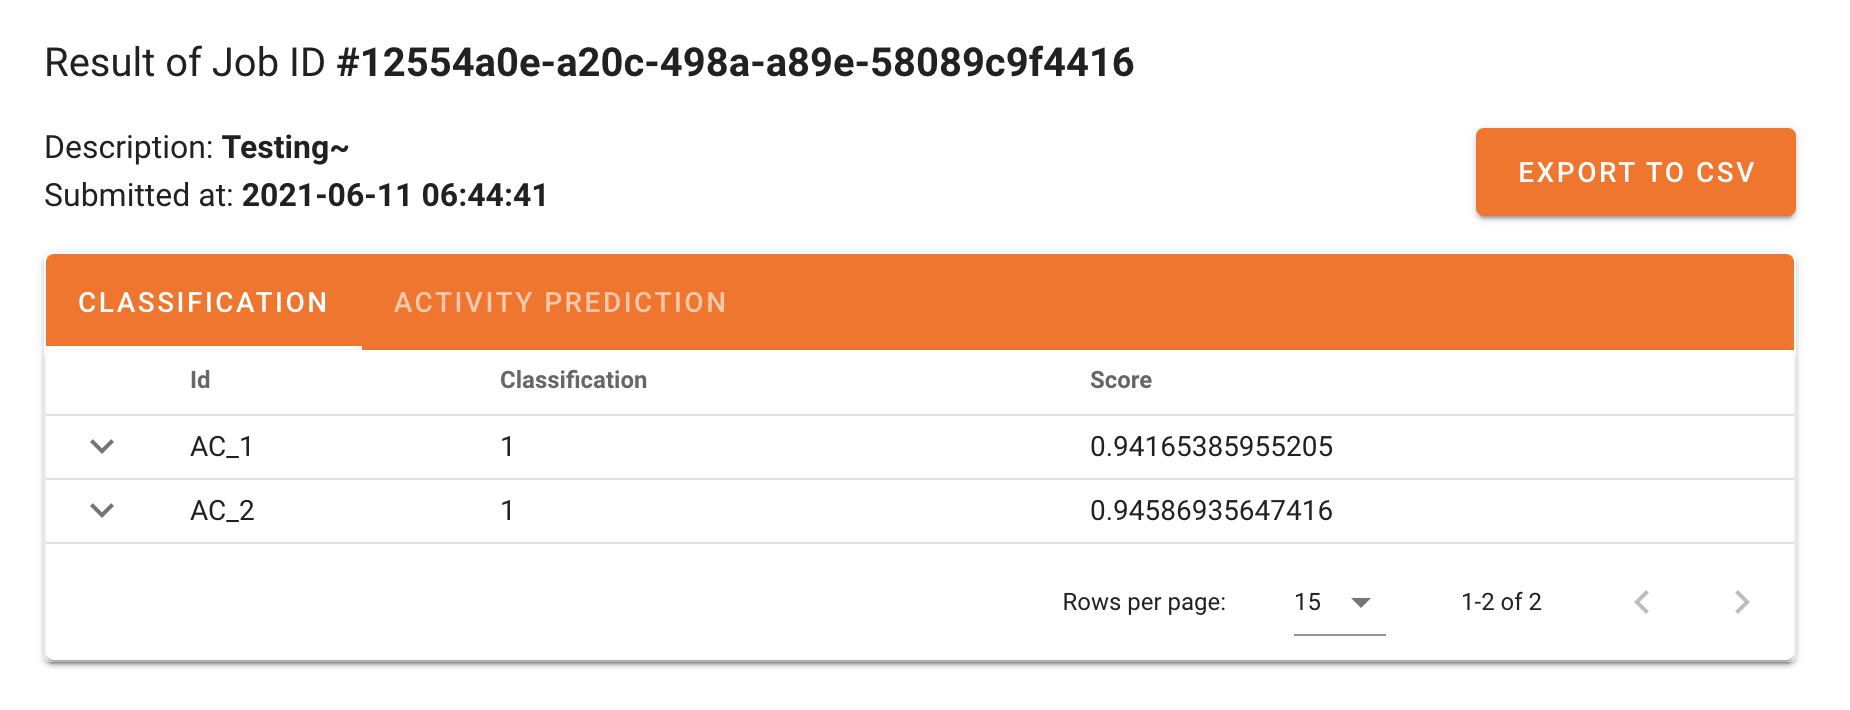 Result of Job ID #12554a0e-a20c-498a-a89e-58089c9f4416
Description: Testing~
Submitted at: 2021-06-11 06:44:41
EXPORT TO CSV
CLASSIFICATION ACTIVITY PREDICTION
Id Classification Score
AC_1 1 0.94165385955205
AC_2 1 0.94586935647416
Rows per page: 15 1-2 of 2